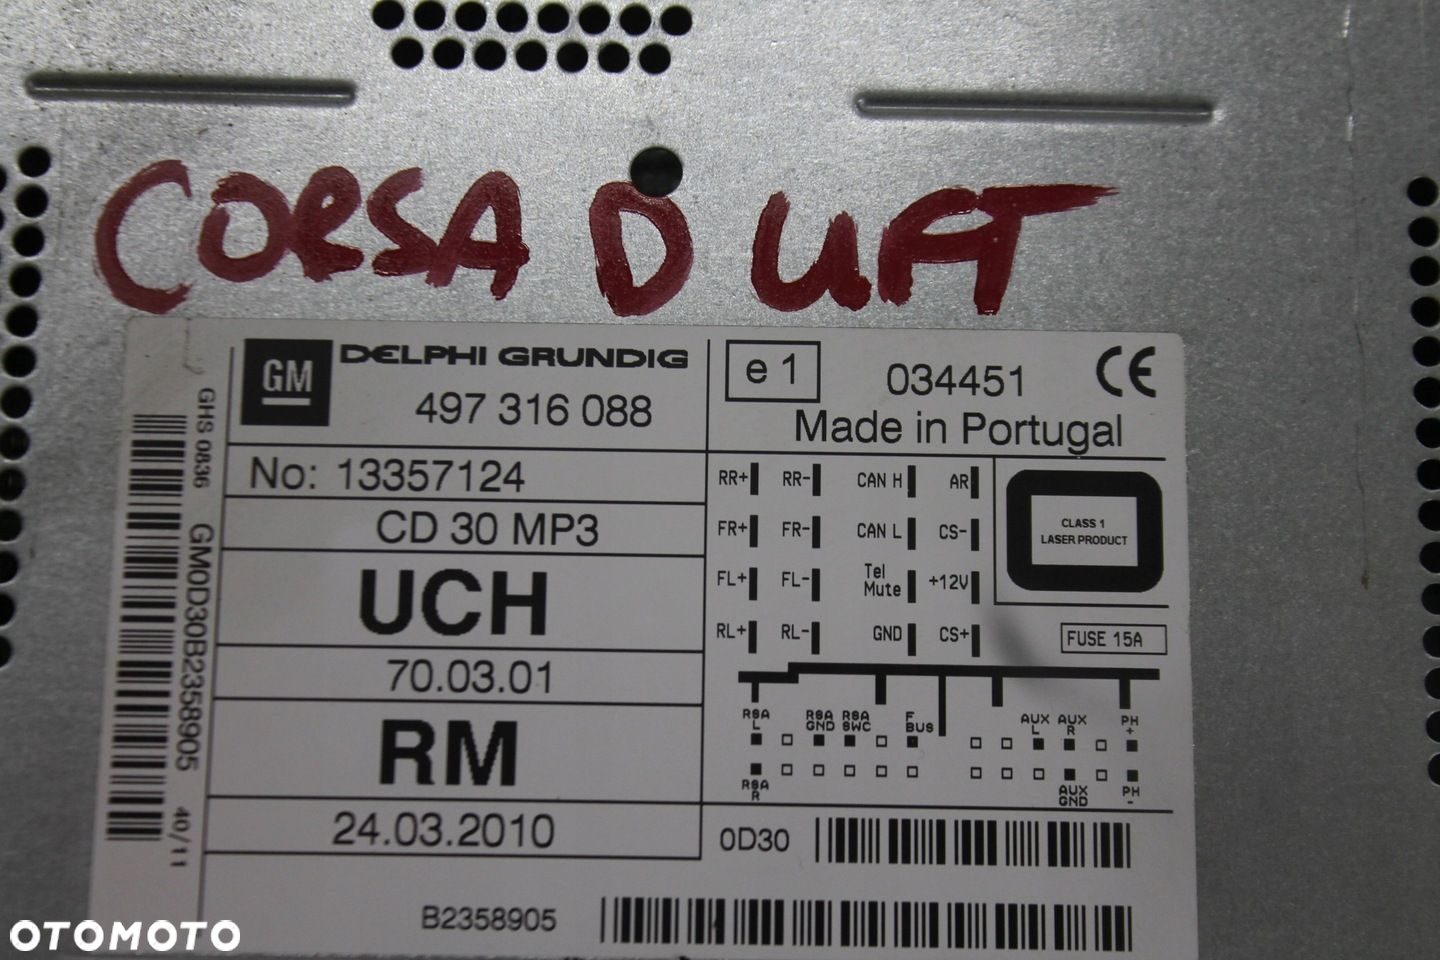 CORSA D LIFT
GM
DELPHI GRUNDIG
497 316 088
e 1
034451
CE
Made in Portugal
No: 13357124
CD 30 MP3
UCH
70.03.01
RM
24.03.2010
GHS 0836
GM0D30B2358905
40/11
RR+ RR- CAN H AR
FR+ FR- CAN L CS-
FL+ FL- Tel Mute +12V
RL+ RL- GND CS+
CLASS 1
LASER PRODUCT
FUSE 15A
RSA L
RSA GND
RSA SWC
F BUS
AUX L
AUX R
PH +
RSA R
AUX GND
PH -
0D30
B2358905
OTOMOTO